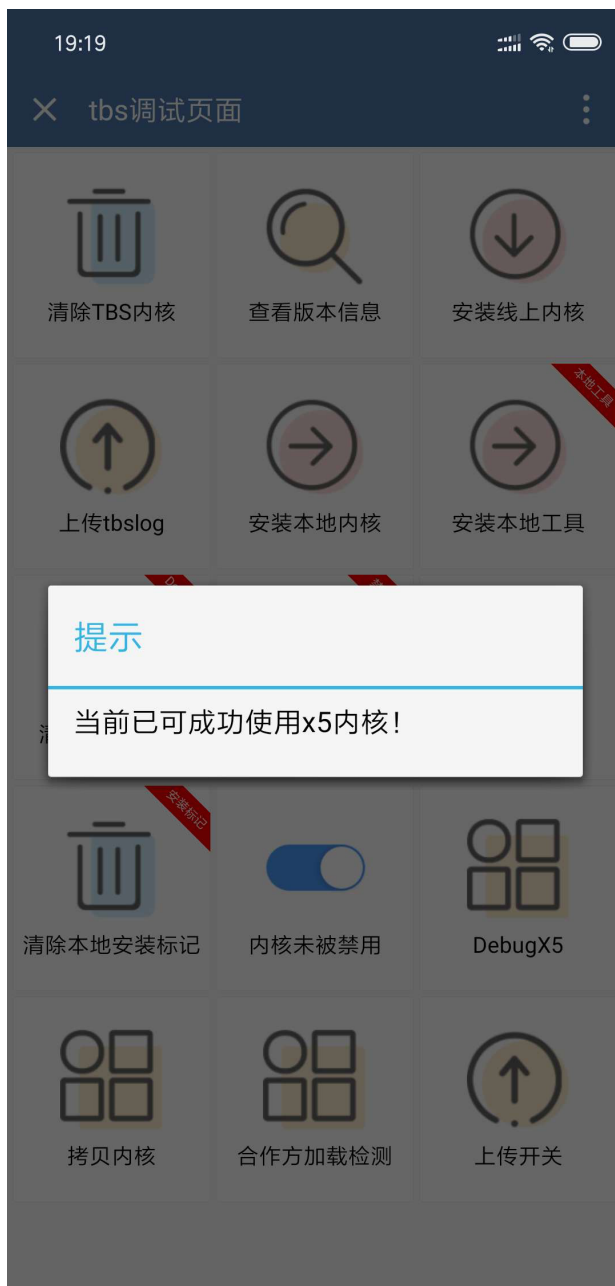 19:19
tbs调试页面
清除TBS内核
查看版本信息
安装线上内核
本地工具
上传tbslog
安装本地内核
安装本地工具
提示
当前已可成功使用x5内核!
安装标记
清除本地安装标记
内核未被禁用
DebugX5
拷贝内核
合作方加载检测
上传开关